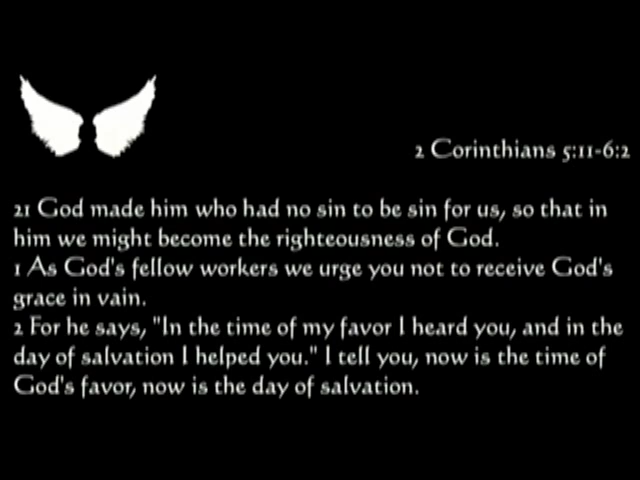 2 Corinthians 5:11-6:2
21 God made him who had no sin to be sin for us, so that in
him we might become the righteousness of God.
1 As God's fellow workers we urge you not to receive God's
grace in vain.
2 For he says, "In the time of my favor I heard you, and in the
day of salvation I helped you." I tell you, now is the time of
God's favor, now is the day of salvation.